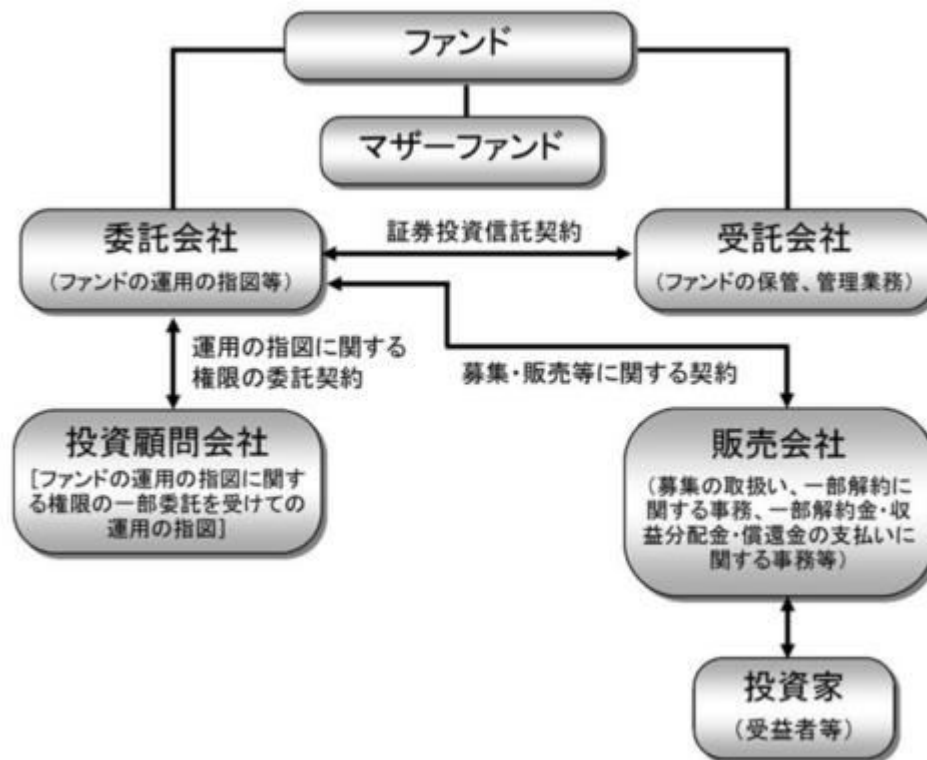 ファンド
マザーファンド
委託会社
(ファンドの運用の指図等)
証券投資信託契約
受託会社
(ファンドの保管、管理業務)
運用の指図に関する
権限の委託契約
募集・販売等に関する契約
投資顧問会社
[ファンドの運用の指図に関す
る権限の一部委託を受けての
運用の指図]
販売会社
(募集の取扱い、一部解約に
関する事務、一部解約金・収
益分配金・償還金の支払いに
関する事務等)
投資家
(受益者等)